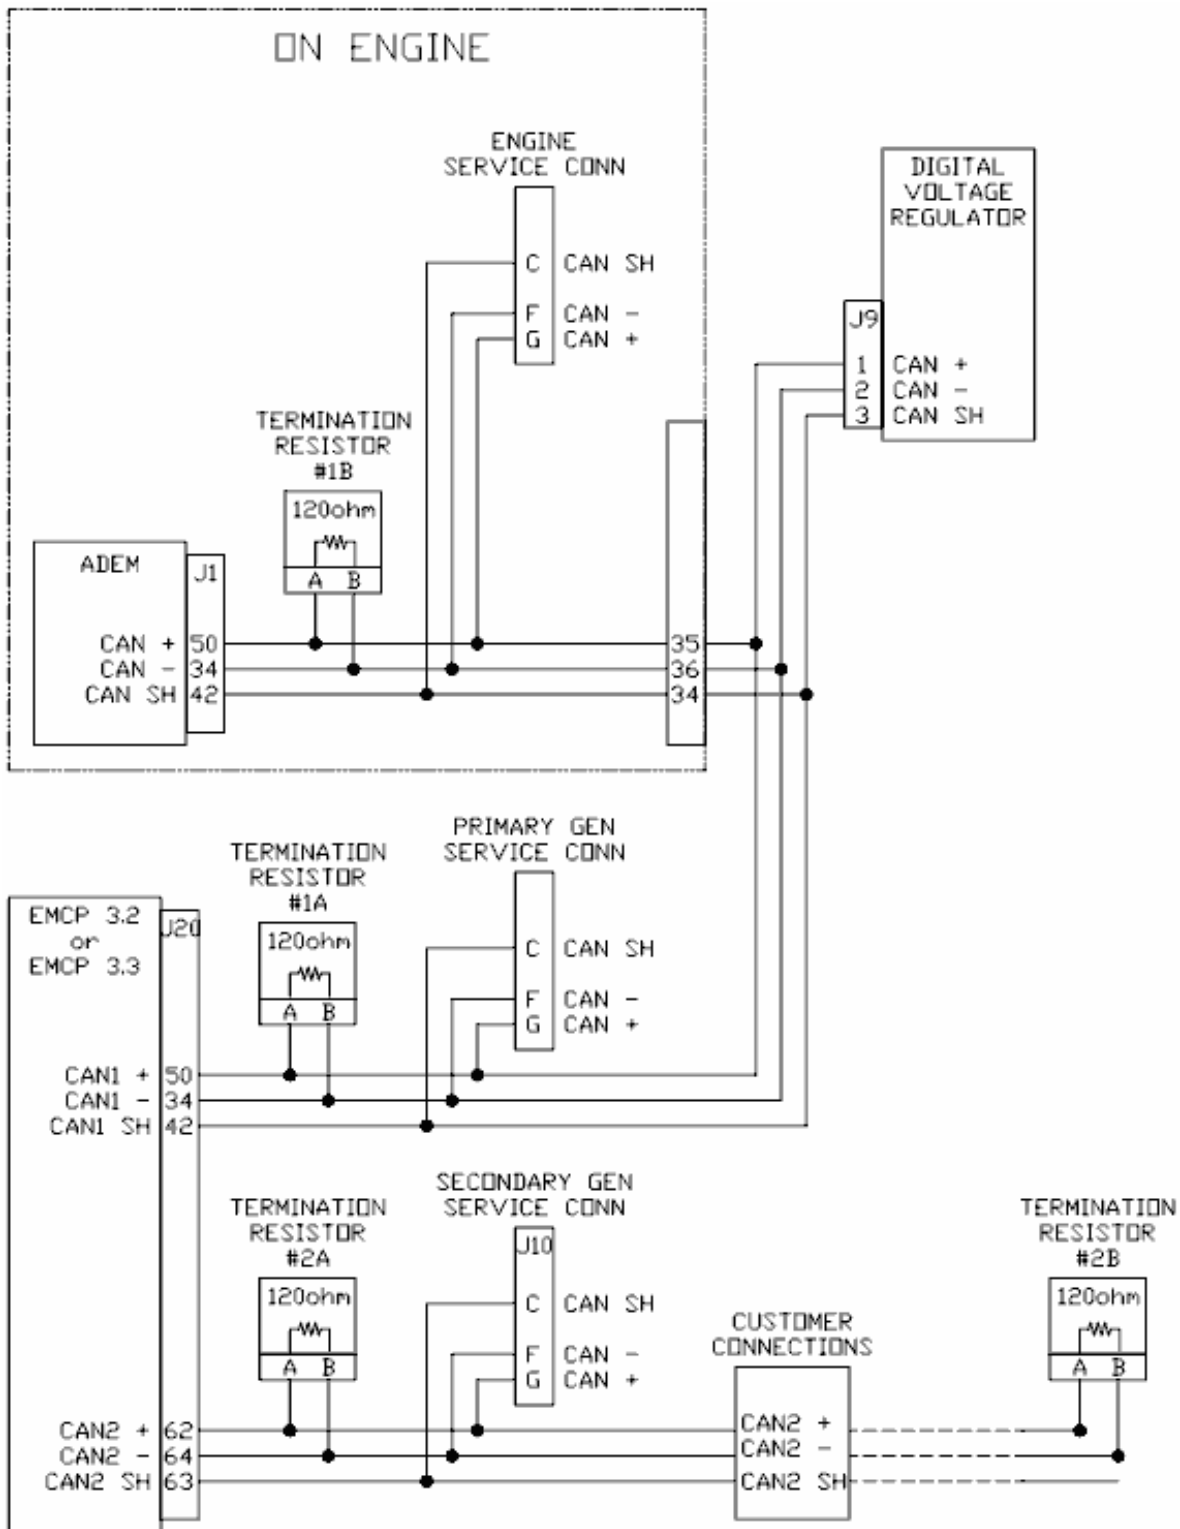 ON ENGINE
ENGINE
SERVICE CONN
C CAN SH
F CAN -
G CAN +
DIGITAL
VOLTAGE
REGULATOR
J9
1 CAN +
2 CAN -
3 CAN SH
TERMINATION
RESISTOR
#1B
120ohm
A B
ADEM
J1
CAN + 50
CAN - 34
CAN SH 42
35
36
34
PRIMARY GEN
SERVICE CONN
C CAN SH
F CAN -
G CAN +
TERMINATION
RESISTOR
#1A
120ohm
A B
EMCP 3.2
or
EMCP 3.3
J20
CAN1 + 50
CAN1 - 34
CAN1 SH 42
SECONDARY GEN
SERVICE CONN
J10
C CAN SH
F CAN -
G CAN +
TERMINATION
RESISTOR
#2A
120ohm
A B
CUSTOMER
CONNECTIONS
TERMINATION
RESISTOR
#2B
120ohm
A B
CAN2 + 62
CAN2 - 64
CAN2 SH 63
CAN2 +
CAN2 -
CAN2 SH